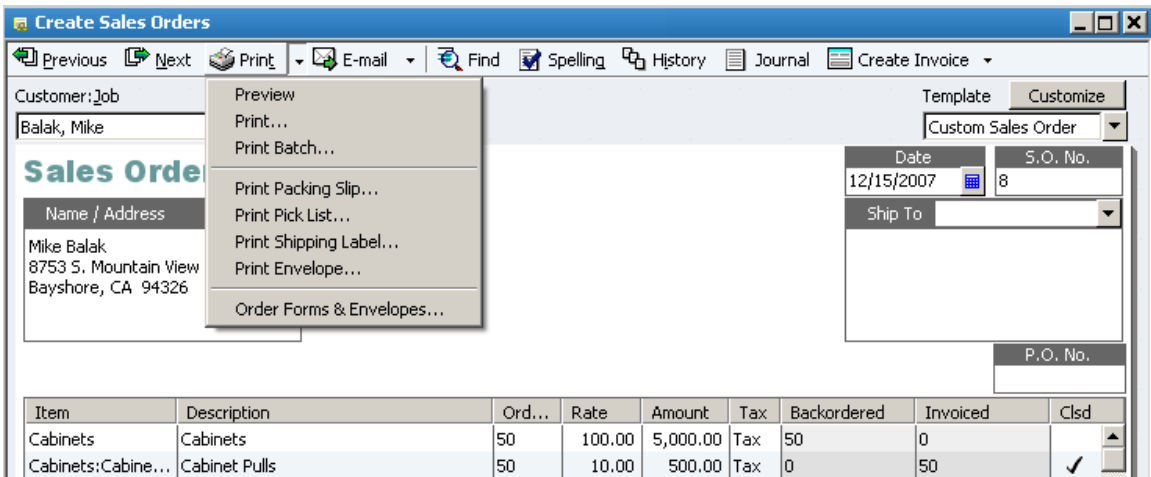 Create Sales Orders
Previous Next Print E-mail Find Spelling History Journal Create Invoice
Customer:Job
Template Customize
Balak, Mike
Custom Sales Order
Preview
Print...
Print Batch...
Print Packing Slip...
Print Pick List...
Print Shipping Label...
Print Envelope...
Order Forms & Envelopes...
Sales Order
Date S.O. No.
12/15/2007 8
Name / Address
Ship To
Mike Balak
8753 S. Mountain View
Bayshore, CA 94326
P.O. No.
Item Description Ord... Rate Amount Tax Backordered Invoiced Clsd
Cabinets Cabinets 50 100.00 5,000.00 Tax 50 0
Cabinets:Cabine... Cabinet Pulls 50 10.00 500.00 Tax 0 50 ✓